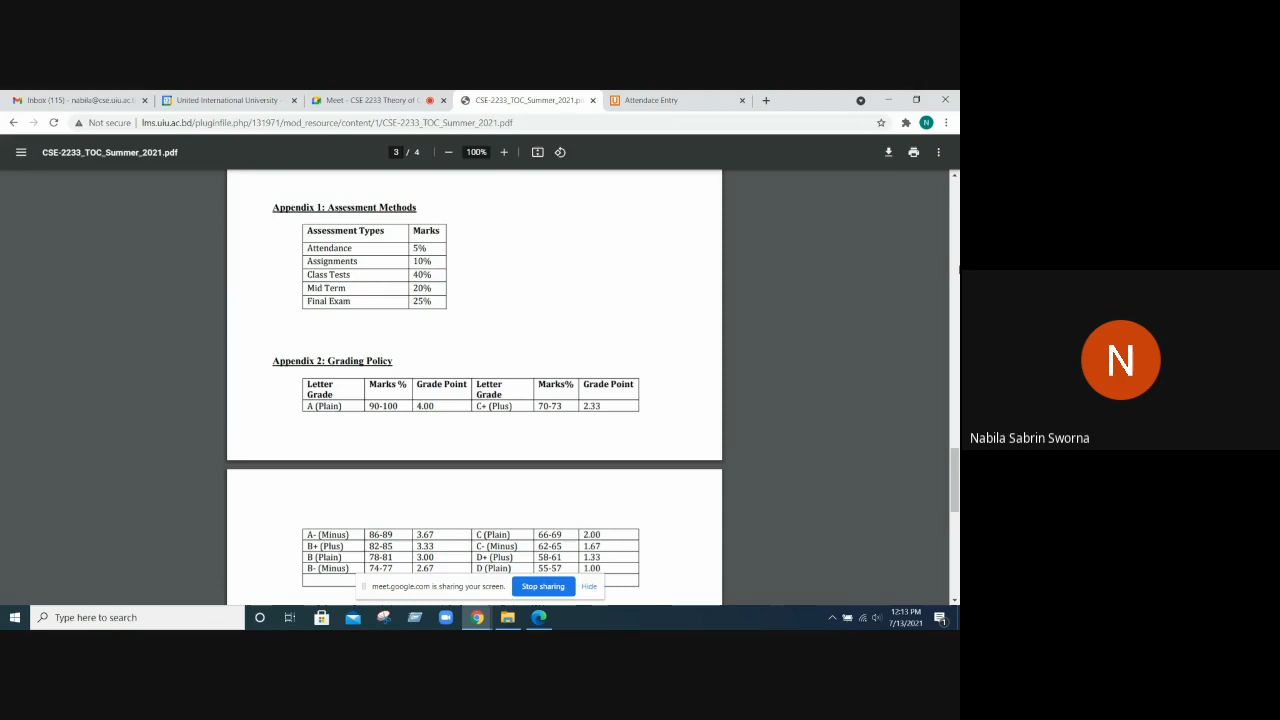 Inbox (115) - nabila@cse.uiu.ac.b
United International University
Meet - CSE 2233 Theory of C
CSE-2233_TOC_Summer_2021.p
Attendace Entry
Not secure
lms.uiu.ac.bd/pluginfile.php/131971/mod_resource/content/1/CSE-2233_TOC_Summer_2021.pdf
N
CSE-2233_TOC_Summer_2021.pdf
3 / 4
100%
Appendix 1: Assessment Methods
Assessment Types Marks
Attendance 5%
Assignments 10%
Class Tests 40%
Mid Term 20%
Final Exam 25%
Appendix 2: Grading Policy
Letter Grade Marks % Grade Point Letter Grade Marks% Grade Point
A (Plain) 90-100 4.00 C+ (Plus) 70-73 2.33
A- (Minus) 86-89 3.67 C (Plain) 66-69 2.00
B+ (Plus) 82-85 3.33 C- (Minus) 62-65 1.67
B (Plain) 78-81 3.00 D+ (Plus) 58-61 1.33
B- (Minus) 74-77 2.67 D (Plain) 55-57 1.00
meet.google.com is sharing your screen.
Stop sharing
Hide
Type here to search
12:13 PM
7/13/2021
1
N
Nabila Sabrin Sworna